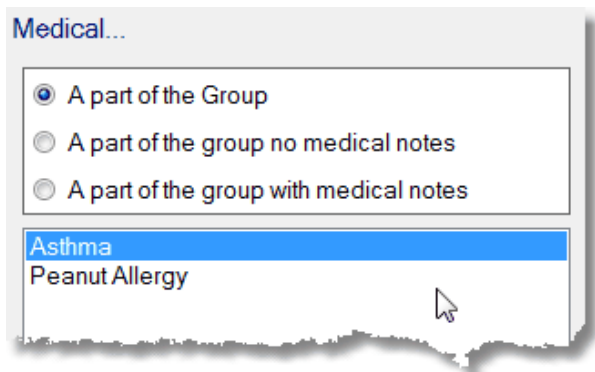 Medical...
A part of the Group
A part of the group no medical notes
A part of the group with medical notes
Asthma
Peanut Allergy